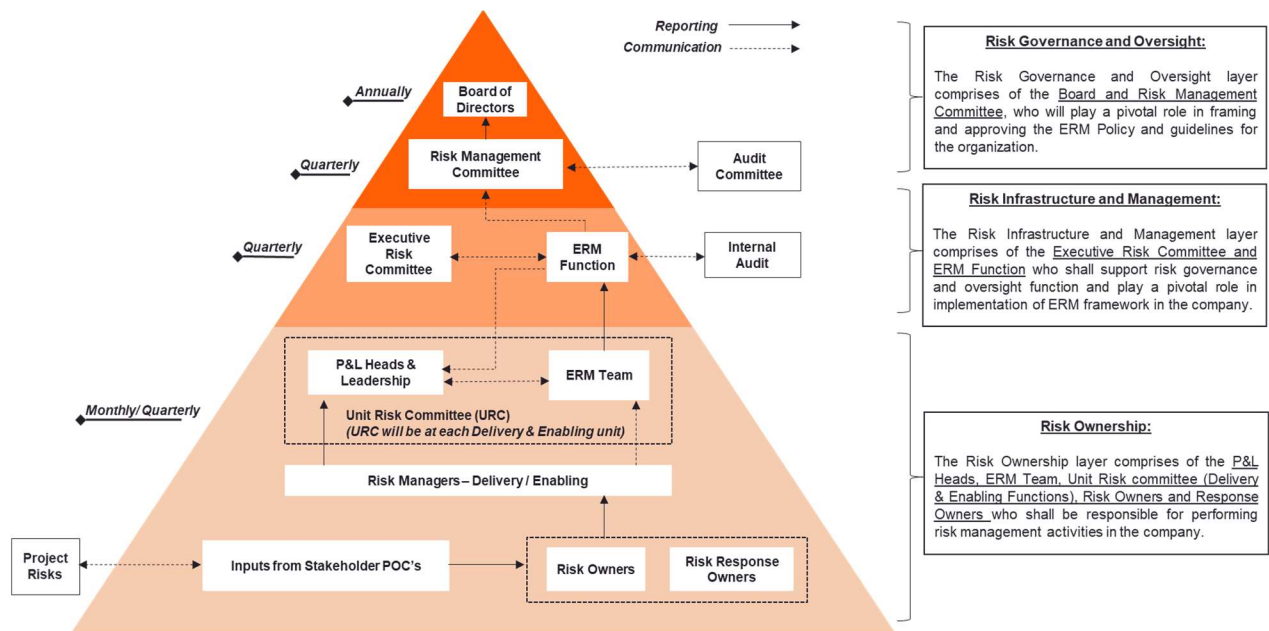 Reporting
Communication
Annually
Board of
Directors
Quarterly
Risk Management
Committee
Audit
Committee
Quarterly
Executive
Risk
Committee
ERM
Function
Internal
Audit
P&L Heads &
Leadership
ERM Team
Monthly/ Quarterly
Unit Risk Committee (URC)
(URC will be at each Delivery & Enabling unit)
Risk Managers – Delivery / Enabling
Project
Risks
Inputs from Stakeholder POC's
Risk Owners
Risk Response
Owners
Risk Governance and Oversight:
The Risk Governance and Oversight layer
comprises of the Board and Risk Management
Committee, who will play a pivotal role in framing
and approving the ERM Policy and guidelines for
the organization.
Risk Infrastructure and Management:
The Risk Infrastructure and Management layer
comprises of the Executive Risk Committee and
ERM Function who shall support risk governance
and oversight function and play a pivotal role in
implementation of ERM framework in the company.
Risk Ownership:
The Risk Ownership layer comprises of the P&L
Heads, ERM Team, Unit Risk committee (Delivery
& Enabling Functions), Risk Owners and Response
Owners who shall be responsible for performing
risk management activities in the company.